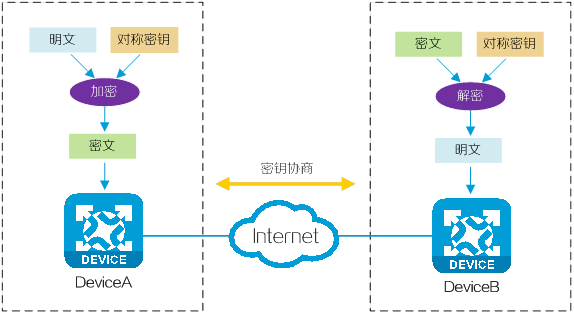 明文
对称密钥
加密
密文
DEVICE
DeviceA
密钥协商
Internet
密文
对称密钥
解密
明文
DEVICE
DeviceB